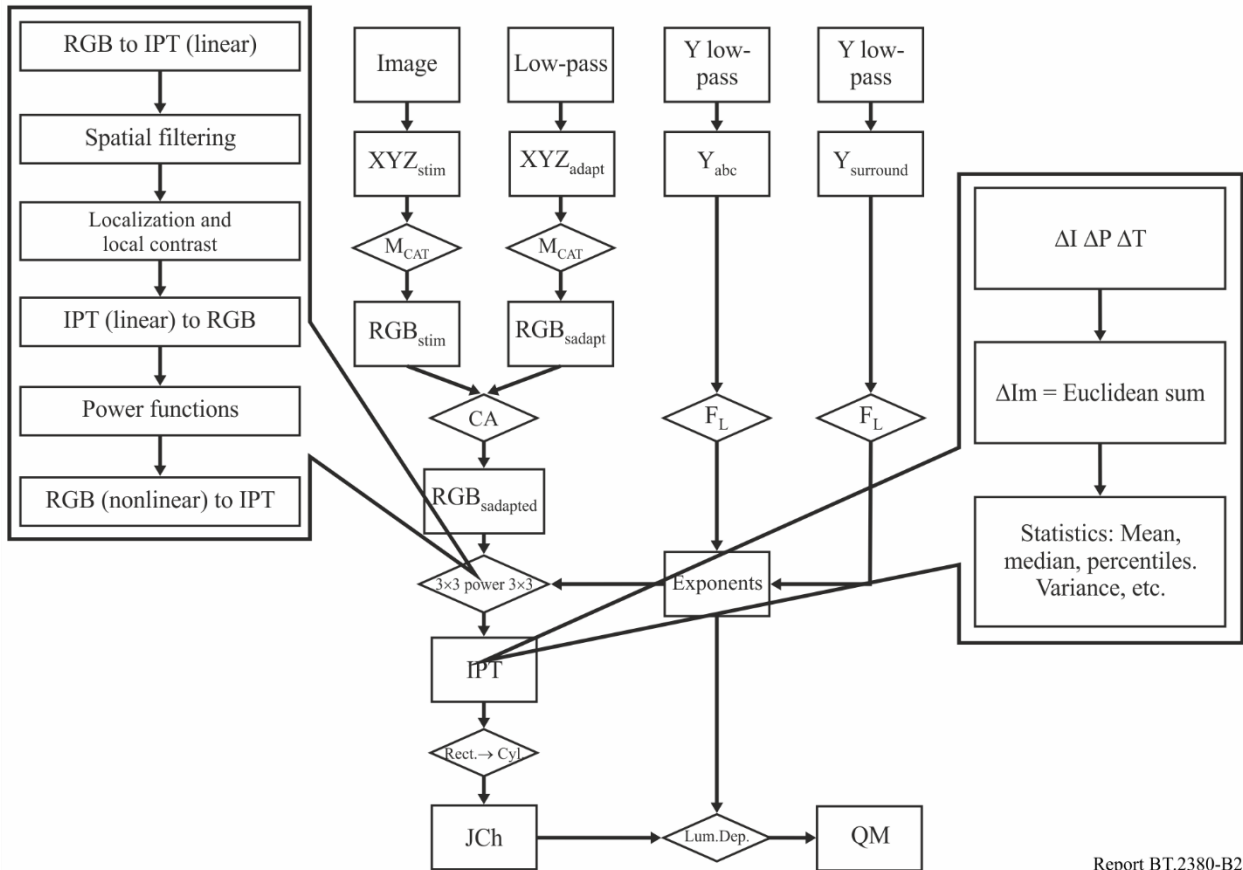 RGB to IPT (linear)
Spatial filtering
Localization and
local contrast
IPT (linear) to RGB
Power functions
RGB (nonlinear) to IPT
Image
Low-pass
Y low-
pass
Y low-
pass
XYZstim
XYZadapt
Yabc
Ysurround
MCAT
MCAT
RGBstim
RGBsadapt
CA
FL
FL
RGBsadapted
3×3 power 3×3
Exponents
IPT
Rect.→ Cyl.
JCh
Lum.Dep.
QM
ΔI ΔP ΔT
ΔIm = Euclidean sum
Statistics: Mean,
median, percentiles.
Variance, etc.
Report BT.2380-B2